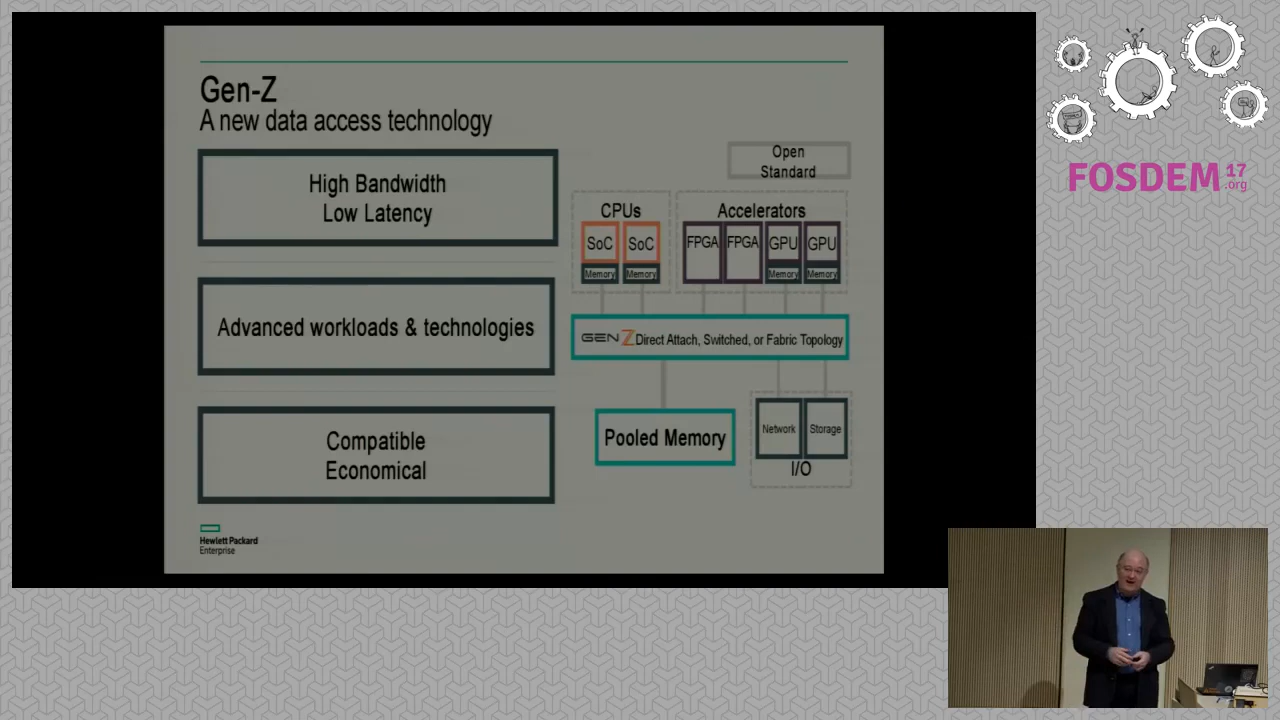 Gen-Z
A new data access technology
High Bandwidth
Low Latency
Advanced workloads & technologies
Compatible
Economical
Open
Standard
CPUs
Accelerators
SoC
SoC
FPGA
FPGA
GPU
GPU
Memory
Memory
Memory
Memory
GEN Z Direct Attach, Switched, or Fabric Topology
Pooled Memory
Network
Storage
I/O
Hewlett Packard
Enterprise
FOSDEM 17
.org